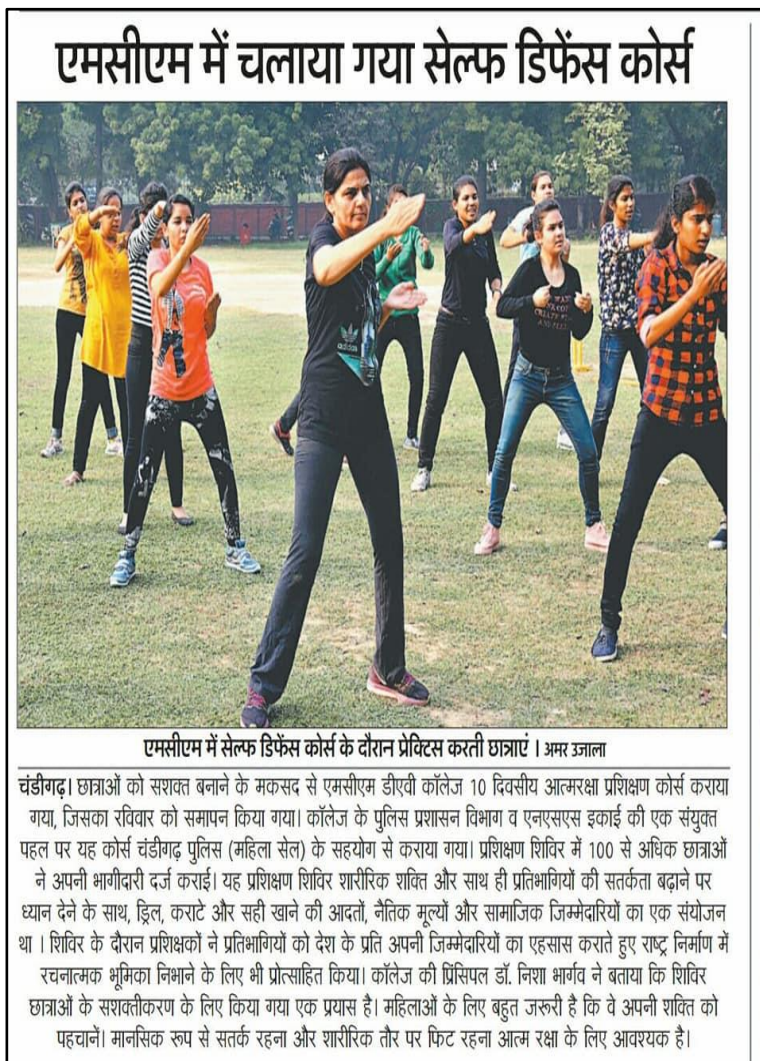 एमसीएम में चलाया गया सेल्फ डिफेंस कोर्स
adidas
एमसीएम में सेल्फ डिफेंस कोर्स के दौरान प्रेक्टिस करती छात्राएं । अमर उजाला
चंडीगढ़। छात्राओं को सशक्त बनाने के मकसद से एमसीएम डीएवी कॉलेज 10 दिवसीय आत्मरक्षा प्रशिक्षण कोर्स कराया
गया, जिसका रविवार को समापन किया गया। कॉलेज के पुलिस प्रशासन विभाग व एनएसएस इकाई की एक संयुक्त
पहल पर यह कोर्स चंडीगढ़ पुलिस (महिला सेल) के सहयोग से कराया गया। प्रशिक्षण शिविर में 100 से अधिक छात्राओं
ने अपनी भागीदारी दर्ज कराई। यह प्रशिक्षण शिविर शारीरिक शक्ति और साथ ही प्रतिभागियों की सतर्कता बढ़ाने पर
ध्यान देने के साथ, ड्रिल, कराटे और सही खाने की आदतों, नैतिक मूल्यों और सामाजिक जिम्मेदारियों का एक संयोजन
था । शिविर के दौरान प्रशिक्षकों ने प्रतिभागियों को देश के प्रति अपनी जिम्मेदारियों का एहसास कराते हुए राष्ट्र निर्माण में
रचनात्मक भूमिका निभाने के लिए भी प्रोत्साहित किया। कॉलेज की प्रिंसिपल डॉ. निशा भार्गव ने बताया कि शिविर
छात्राओं के सशक्तीकरण के लिए किया गया एक प्रयास है। महिलाओं के लिए बहुत जरूरी है कि वे अपनी शक्ति को
पहचानें। मानसिक रूप से सतर्क रहना और शारीरिक तौर पर फिट रहना आत्म रक्षा के लिए आवश्यक है।